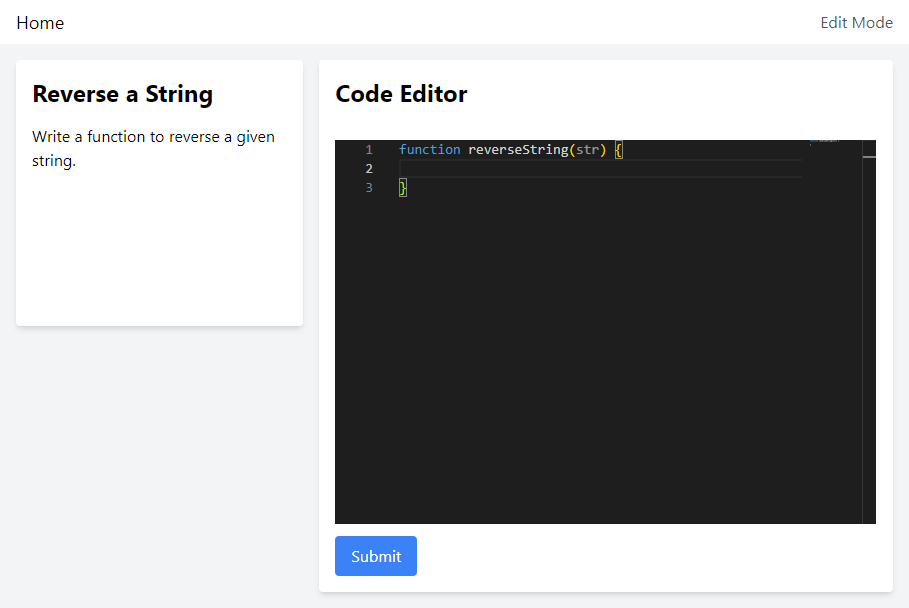 Home
Edit Mode
Reverse a String
Write a function to reverse a given
string.
Code Editor
1 function reverseString(str) {
2
3 }
Submit